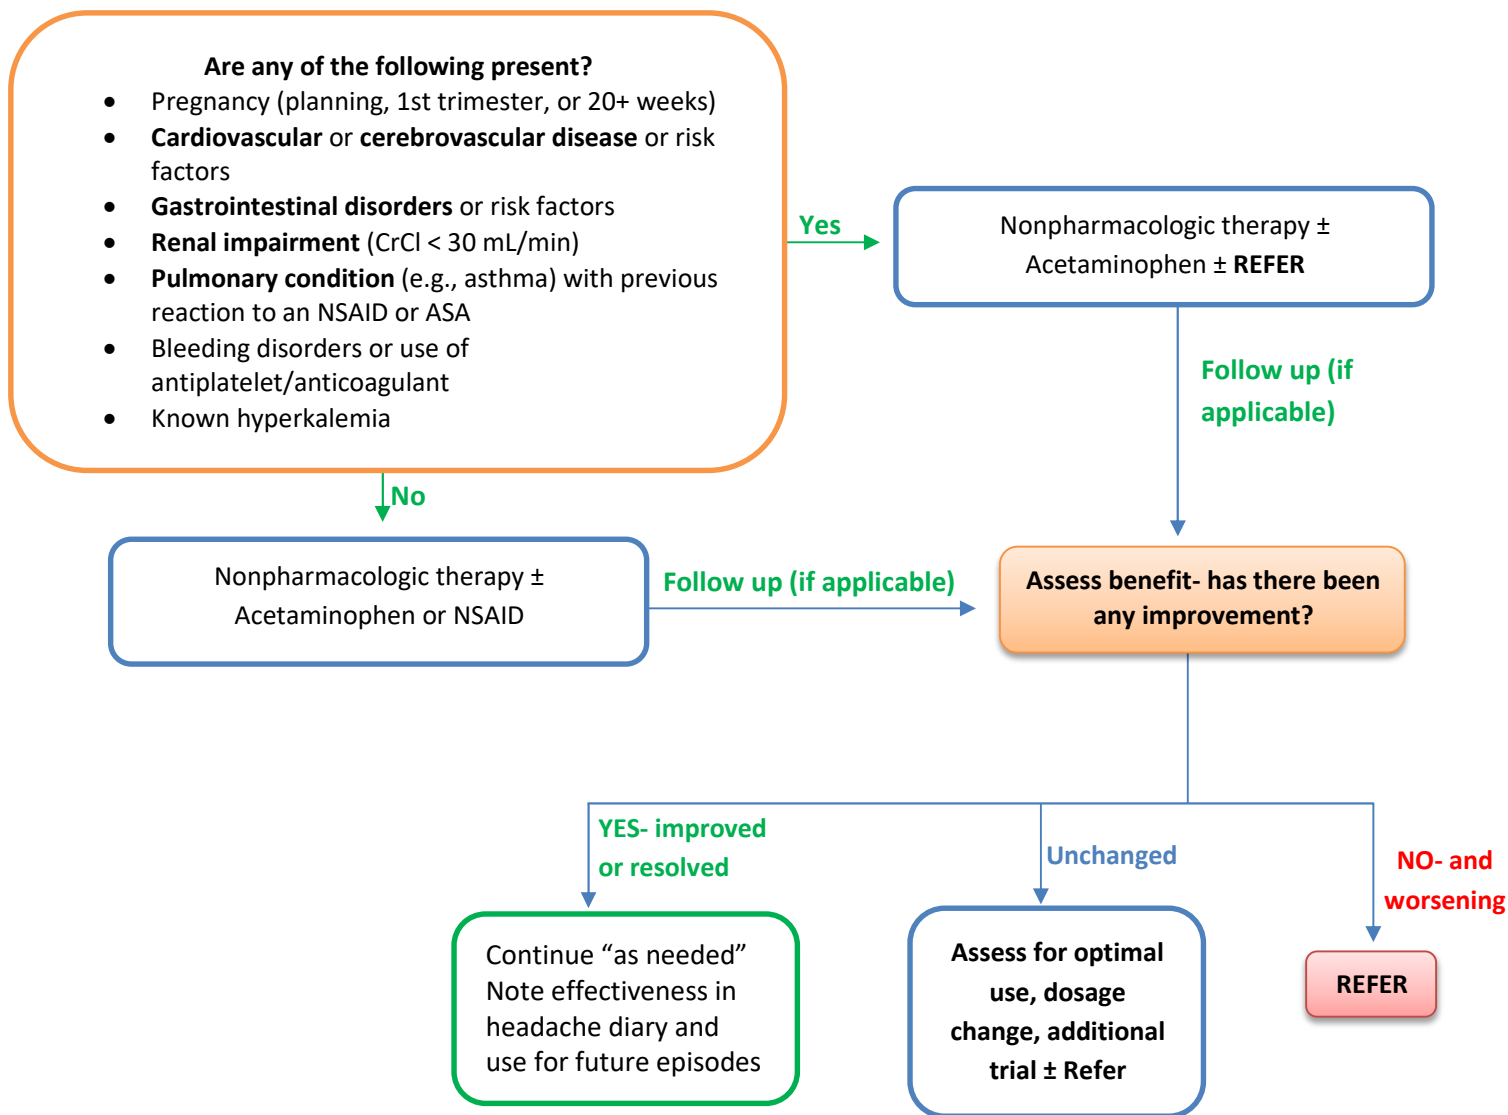 Are any of the following present?
• Pregnancy (planning, 1st trimester, or 20+ weeks)
• Cardiovascular or cerebrovascular disease or risk
factors
• Gastrointestinal disorders or risk factors
• Renal impairment (CrCl < 30 mL/min)
• Pulmonary condition (e.g., asthma) with previous
reaction to an NSAID or ASA
• Bleeding disorders or use of
antiplatelet/anticoagulant
• Known hyperkalemia
Yes
Nonpharmacologic therapy ±
Acetaminophen ± REFER
Follow up (if
applicable)
No
Nonpharmacologic therapy ±
Acetaminophen or NSAID
Follow up (if applicable)
Assess benefit- has there been
any improvement?
YES- improved
or resolved
Unchanged
NO- and
worsening
Continue “as needed”
Note effectiveness in
headache diary and
use for future episodes
Assess for optimal
use, dosage
change, additional
trial ± Refer
REFER